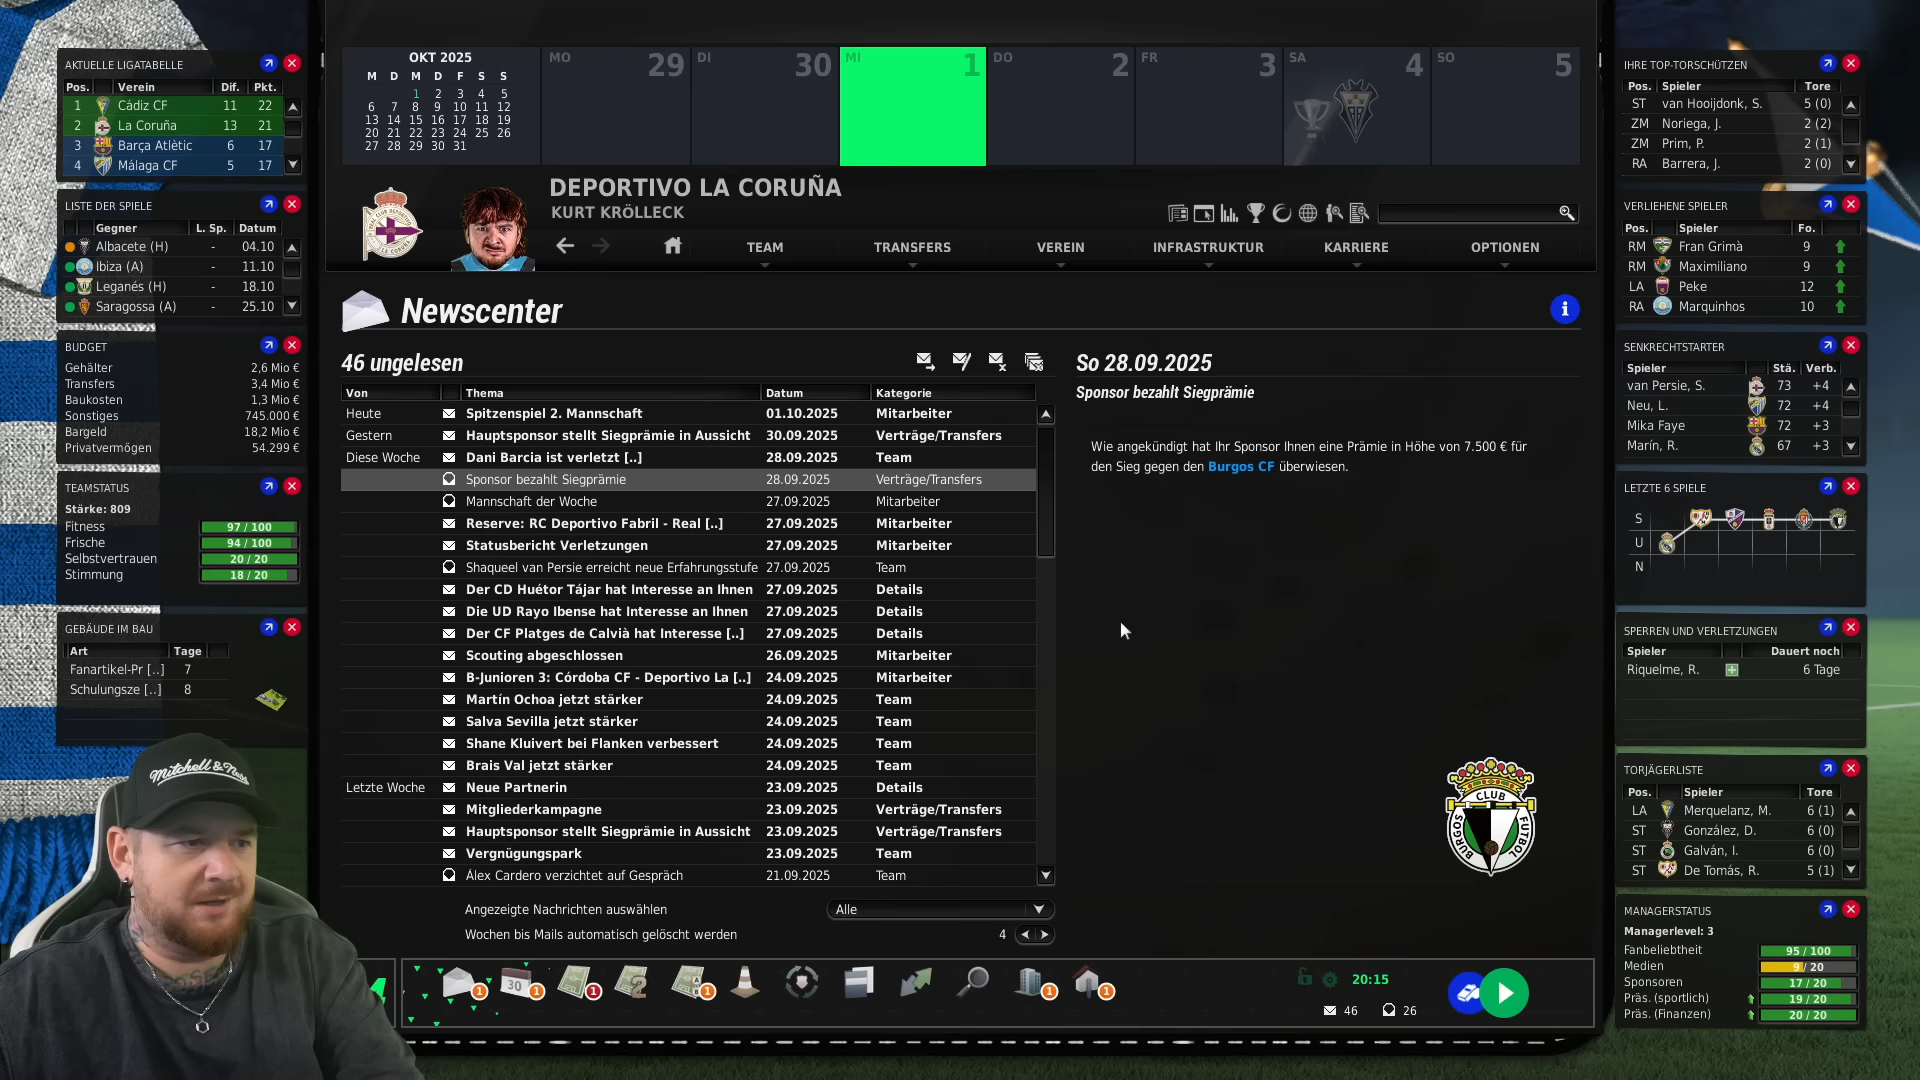 AKTUELLE LIGATABELLE
Pos. Verein Dif. Pkt.
1 Cádiz CF 11 22
2 La Coruña 13 21
3 Barça Atlètic 6 17
4 Málaga CF 5 17
LISTE DER SPIELE
Gegner L. Sp. Datum
Albacete (H) - 04.10
Ibiza (A) - 11.10
Leganés (H) - 18.10
Saragossa (A) - 25.10
BUDGET
Gehälter 2,6 Mio €
Transfers 3,4 Mio €
Baukosten 1,3 Mio €
Sonstiges 745.000 €
Bargeld 18,2 Mio €
Privatvermögen 54.299 €
TEAMSTATUS
Stärke: 809
Fitness 97 / 100
Frische 94 / 100
Selbstvertrauen 20 / 20
Stimmung 18 / 20
GEBÄUDE IM BAU
Art Tage
Fanartikel-Pr [..] 7
Schulungsze [..] 8
Mitchell & Ness
OKT 2025
M D M D F S S
1 2 3 4 5
6 7 8 9 10 11 12
13 14 15 16 17 18 19
20 21 22 23 24 25 26
27 28 29 30 31
MO 29
DI 30
MI 1
DO 2
FR 3
SA 4
SO 5
DEPORTIVO LA CORUÑA
KURT KRÖLLECK
TEAM TRANSFERS VEREIN INFRASTRUKTUR KARRIERE OPTIONEN
Newscenter
i
46 ungelesen
Von Thema Datum Kategorie
Heute Spitzenspiel 2. Mannschaft 01.10.2025 Mitarbeiter
Gestern Hauptsponsor stellt Siegprämie in Aussicht 30.09.2025 Verträge/Transfers
Diese Woche Dani Barcia ist verletzt [..] 28.09.2025 Team
Sponsor bezahlt Siegprämie 28.09.2025 Verträge/Transfers
Mannschaft der Woche 27.09.2025 Mitarbeiter
Reserve: RC Deportivo Fabril - Real [..] 27.09.2025 Mitarbeiter
Statusbericht Verletzungen 27.09.2025 Mitarbeiter
Shaqueel van Persie erreicht neue Erfahrungsstufe 27.09.2025 Team
Der CD Huétor Tájar hat Interesse an Ihnen 27.09.2025 Details
Die UD Rayo Ibense hat Interesse an Ihnen 27.09.2025 Details
Der CF Platges de Calvià hat Interesse [..] 27.09.2025 Details
Scouting abgeschlossen 26.09.2025 Mitarbeiter
B-Junioren 3: Córdoba CF - Deportivo La [..] 24.09.2025 Mitarbeiter
Martín Ochoa jetzt stärker 24.09.2025 Team
Salva Sevilla jetzt stärker 24.09.2025 Team
Shane Kluivert bei Flanken verbessert 24.09.2025 Team
Brais Val jetzt stärker 24.09.2025 Team
Letzte Woche Neue Partnerin 23.09.2025 Details
Mitgliederkampagne 23.09.2025 Verträge/Transfers
Hauptsponsor stellt Siegprämie in Aussicht 23.09.2025 Verträge/Transfers
Vergnügungspark 23.09.2025 Team
Álex Cardero verzichtet auf Gespräch 21.09.2025 Team
Angezeigte Nachrichten auswählen Alle
Wochen bis Mails automatisch gelöscht werden 4
So 28.09.2025
Sponsor bezahlt Siegprämie
Wie angekündigt hat Ihr Sponsor Ihnen eine Prämie in Höhe von 7.500 € für
den Sieg gegen den Burgos CF überwiesen.
CLUB
BURGOS
FUTBOL
1 30 1 1 2 1 1 1
20:15
46 26
IHRE TOP-TORSCHÜTZEN
Pos. Spieler Tore
ST van Hooijdonk, S. 5 (0)
ZM Noriega, J. 2 (2)
ZM Prim, P. 2 (1)
RA Barrera, J. 2 (0)
VERLIEHENE SPIELER
Pos. Spieler Fo.
RM Fran Grimà 9
RM Maximiliano 9
LA Peke 12
RA Marquinhos 10
SENKRECHTSTARTER
Spieler Stä. Verb.
van Persie, S. 73 +4
Neu, L. 72 +4
Mika Faye 72 +3
Marín, R. 67 +3
LETZTE 6 SPIELE
S
U
N
SPERREN UND VERLETZUNGEN
Spieler Dauert noch
Riquelme, R. 6 Tage
TORJÄGERLISTE
Pos. Spieler Tore
LA Merquelanz, M. 6 (1)
ST González, D. 6 (0)
ST Galván, I. 6 (0)
ST De Tomás, R. 5 (1)
MANAGERSTATUS
Managerlevel: 3
Fanbeliebtheit 95 / 100
Medien 9 / 20
Sponsoren 17 / 20
Präs. (sportlich) 19 / 20
Präs. (Finanzen) 20 / 20